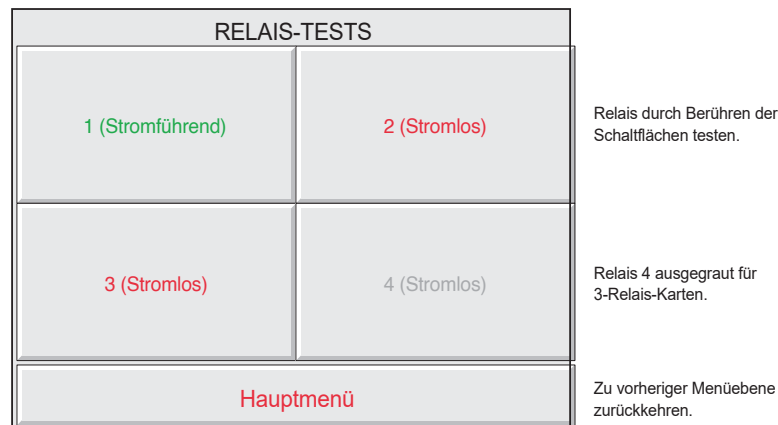 RELAIS-TESTS
1 (Stromführend)
2 (Stromlos)
Relais durch Berühren der
Schaltflächen testen.
3 (Stromlos)
4 (Stromlos)
Relais 4 ausgegraut für
3-Relais-Karten.
Hauptmenü
Zu vorheriger Menüebene
zurückkehren.